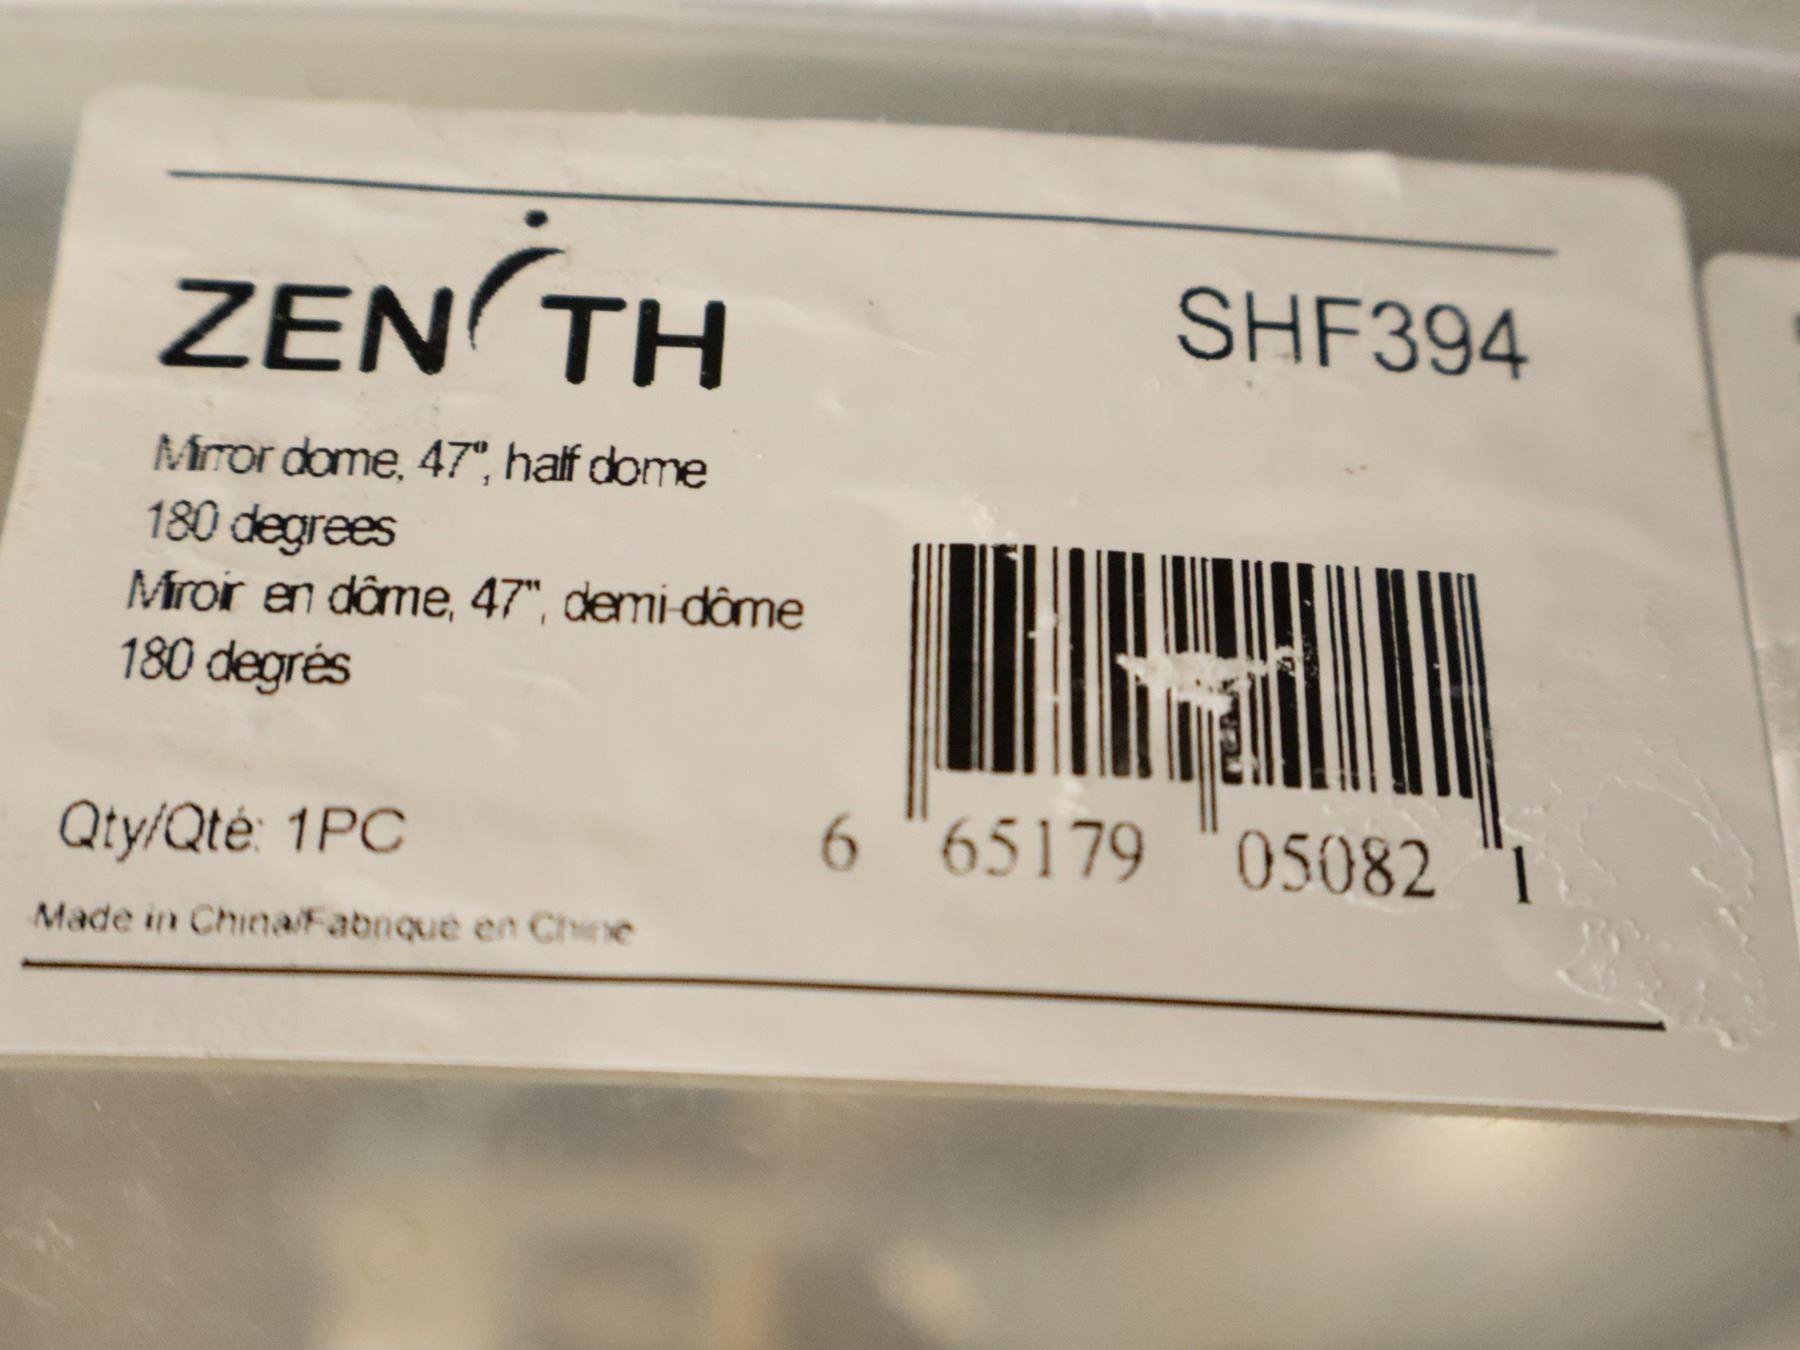 ZENITH
SHF394
Mirror dome, 47", half dome
180 degrees
Miroir en dôme, 47", demi-dôme
180 degrés
Qty/Qté: 1PC
6 65179 05082 1
Made in China/Fabriqué en Chine